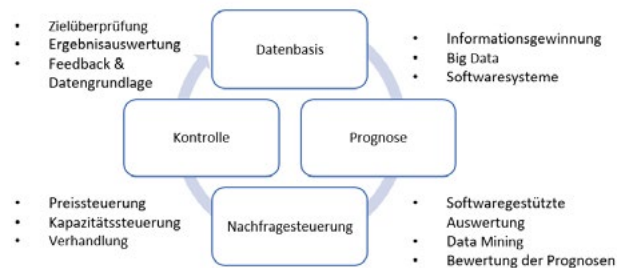 • Zielüberprüfung
• Ergebnisauswertung
• Feedback &
Datengrundlage
Datenbasis
• Informationsgewinnung
• Big Data
• Softwaresysteme
Kontrolle
Prognose
• Preissteuerung
• Kapazitätssteuerung
• Verhandlung
Nachfragesteuerung
• Softwaregestützte
Auswertung
• Data Mining
• Bewertung der Prognosen